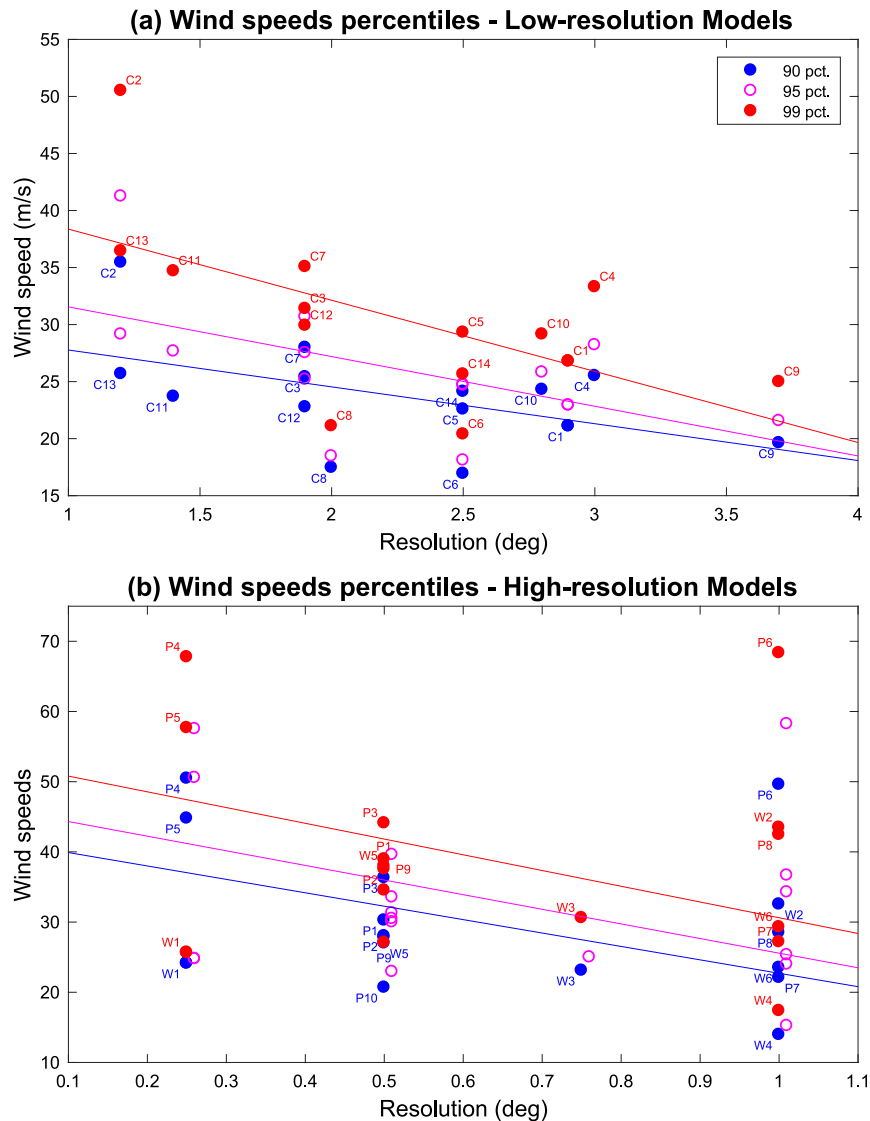 (a) Wind speeds percentiles - Low-resolution Models
55
50
45
40
35
30
25
20
15
Wind speed (m/s)
90 pct.
95 pct.
99 pct.
C2
C13
C2
C11
C7
C4
C3
C12
C5
C10
C7
C14
C1
C9
C13
C11
C3
C12
C14
C5
C10
C4
C8
C6
C1
C9
C8
C6
1
1.5
2
2.5
3
3.5
4
Resolution (deg)
(b) Wind speeds percentiles - High-resolution Models
70
60
50
40
30
20
10
Wind speeds
P4
P6
P5
P4
P6
P5
P3
W2
P1
P8
W5
P9
P2
P3
W3
W2
W6
P1
P7
W1
P2
W5
P8
P9
W1
W3
W6
P7
P10
W4
W4
0.1
0.2
0.3
0.4
0.5
0.6
0.7
0.8
0.9
1
1.1
Resolution (deg)